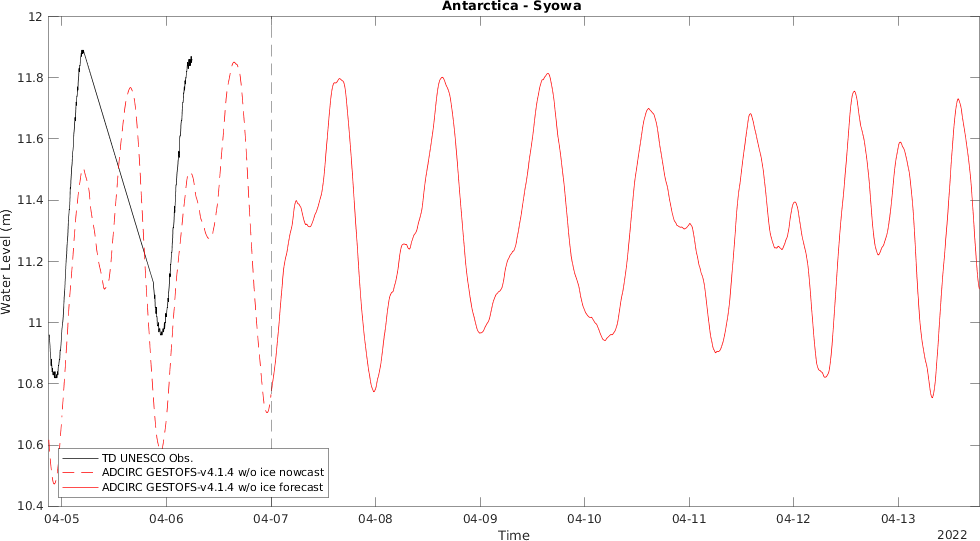 Antarctica - Syowa
12
11.8
11.6
11.4
11.2
11
10.8
10.6
10.4
Water Level (m)
TD UNESCO Obs.
ADCIRC GESTOFS-v4.1.4 w/o ice nowcast
ADCIRC GESTOFS-v4.1.4 w/o ice forecast
04-05 04-06 04-07 04-08 04-09 04-10 04-11 04-12 04-13
Time
2022